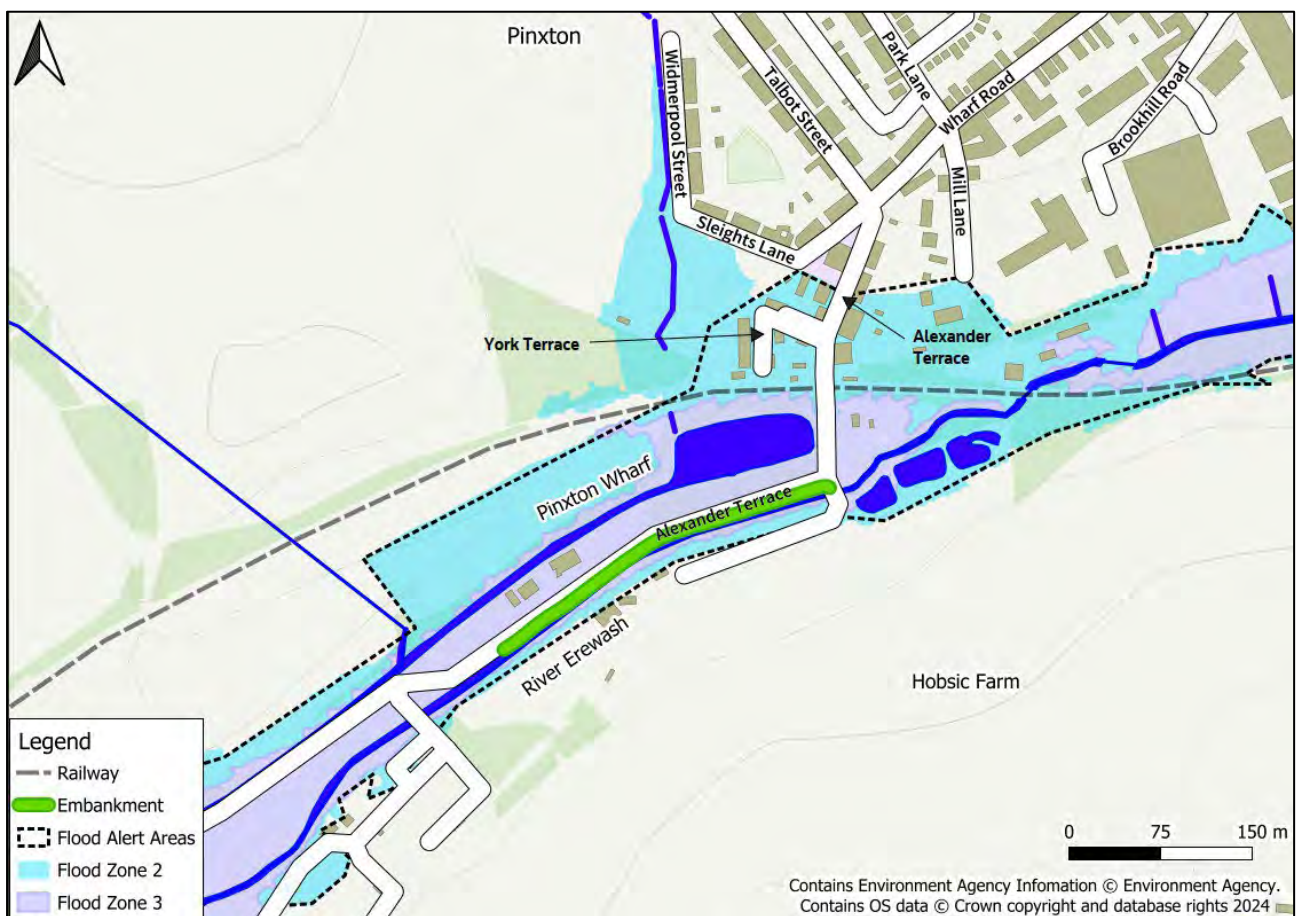 Pinxton
Widmerpool Street
Talbot Street
Park Lane
Wharf Road
Brookhill Road
Mill Lane
Sleights Lane
York Terrace
Alexander
Terrace
Pinxton Wharf
Alexander Terrace
River Erewash
Hobsic Farm
Legend
Railway
Embankment
Flood Alert Areas
Flood Zone 2
Flood Zone 3
0 75 150 m
Contains Environment Agency Infomation © Environment Agency.
Contains OS data © Crown copyright and database rights 2024